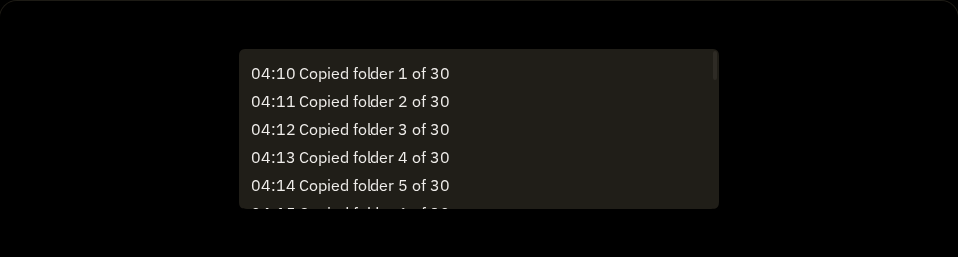 04:10 Copied folder 1 of 30
04:11 Copied folder 2 of 30
04:12 Copied folder 3 of 30
04:13 Copied folder 4 of 30
04:14 Copied folder 5 of 30